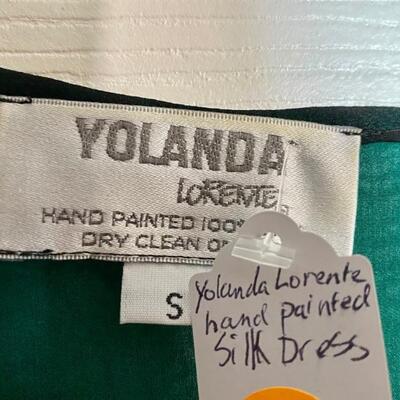 YOLANDA
LORENTE
HAND PAINTED 100%
DRY CLEAN
S
Yolanda Lorente
hand painted
Silk Dress